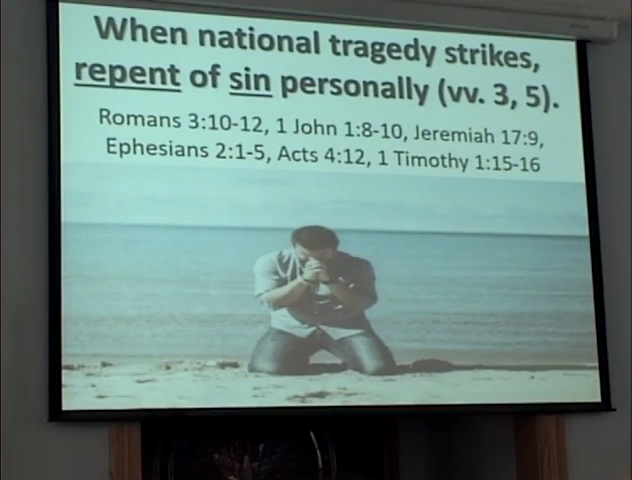 When national tragedy strikes,
repent of sin personally (vv. 3, 5).
Romans 3:10-12, 1 John 1:8-10, Jeremiah 17:9,
Ephesians 2:1-5, Acts 4:12, 1 Timothy 1:15-16